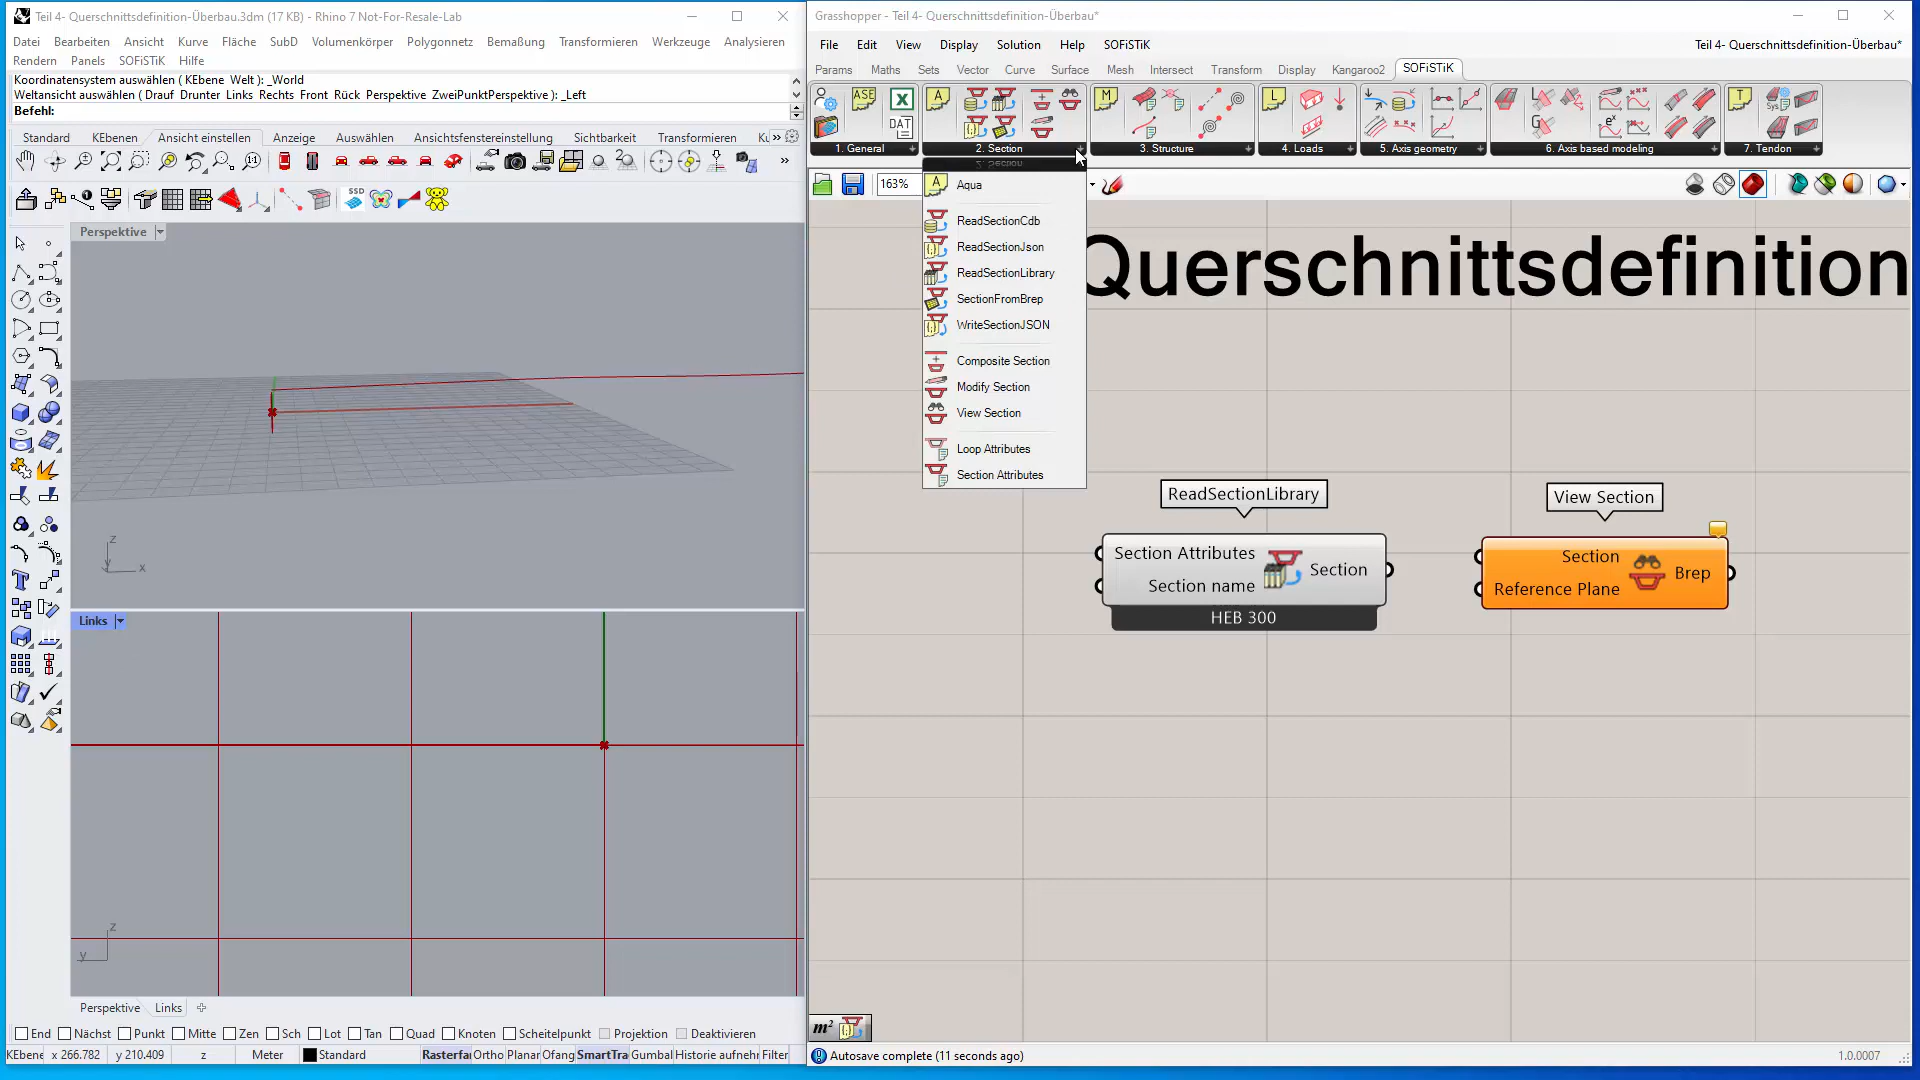 Teil 4- Querschnittsdefinition-Überbau.3dm (17 KB) - Rhino 7 Not-For-Resale-Lab
Datei Bearbeiten Ansicht Kurve Fläche SubD Volumenkörper Polygonnetz Bemaßung Transformieren Werkzeuge Analysieren
Rendern Panels SOFiSTiK Hilfe
Koordinatensystem auswählen ( KEbene Welt ): _World
Weltansicht auswählen ( Drauf Drunter Links Rechts Front Rück Perspektive ZweiPunktPerspektive ): _Left
Befehl:
Standard KEbenen Ansicht einstellen Anzeige Auswählen Ansichtsfenstereinstellung Sichtbarkeit Transformieren
SSD
Perspektive
z
x
Links
z
y
Perspektive Links
End Nächst Punkt Mitte Zen Sch Lot Tan Quad Knoten Scheitelpunkt Projektion Deaktivieren
KEbene x 266.782 y 210.409 z Meter Standard Rasterfa Ortho Planar Ofang SmartTra Gumbal Historie aufnehr Filter
Grasshopper - Teil 4- Querschnittsdefinition-Überbau*
File Edit View Display Solution Help SOFiSTiK
Teil 4- Querschnittsdefinition-Überbau*
Params Maths Sets Vector Curve Surface Mesh Intersect Transform Display Kangaroo2 SOFiSTiK
ASE
DAT
1. General 2. Section 3. Structure 4. Loads 5. Axis geometry 6. Axis based modeling 7. Tendon
2. Section
163%
Aqua
ReadSectionCdb
ReadSectionJson
ReadSectionLibrary
SectionFromBrep
WriteSectionJSON
Composite Section
Modify Section
View Section
Loop Attributes
Section Attributes
Querschnittsdefinition
ReadSectionLibrary
Section Attributes
Section name
Section
HEB 300
View Section
Section
Reference Plane
Brep
m²
Autosave complete (11 seconds ago)
1.0.0007